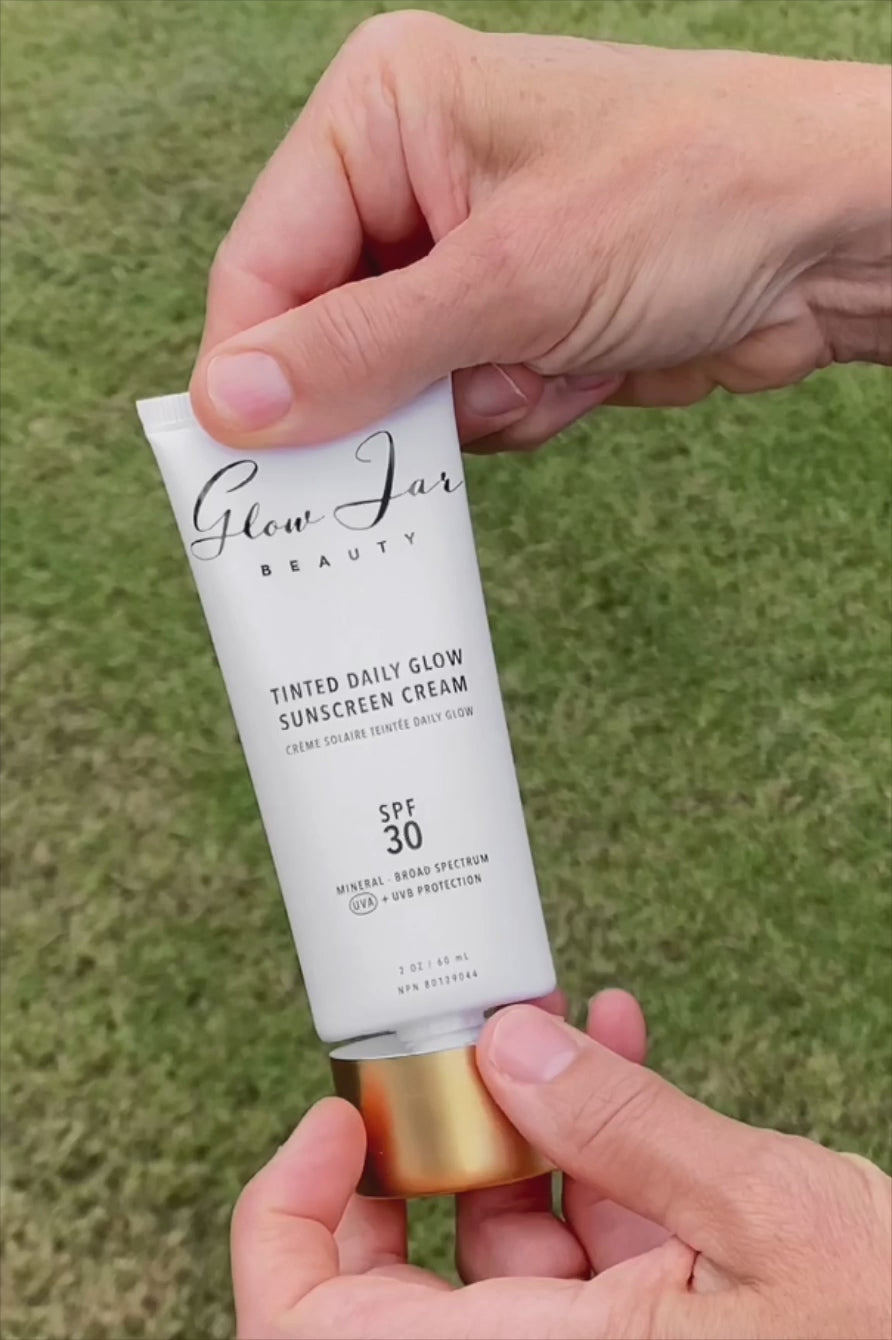 Glow Jar
BEAUTY
TINTED DAILY GLOW
SUNSCREEN CREAM
CRÈME SOLAIRE TEINTÉE DAILY GLOW
SPF
30
MINERAL · BROAD SPECTRUM
UVA + UVB PROTECTION
2 OZ / 60 mL
NPN 80129044